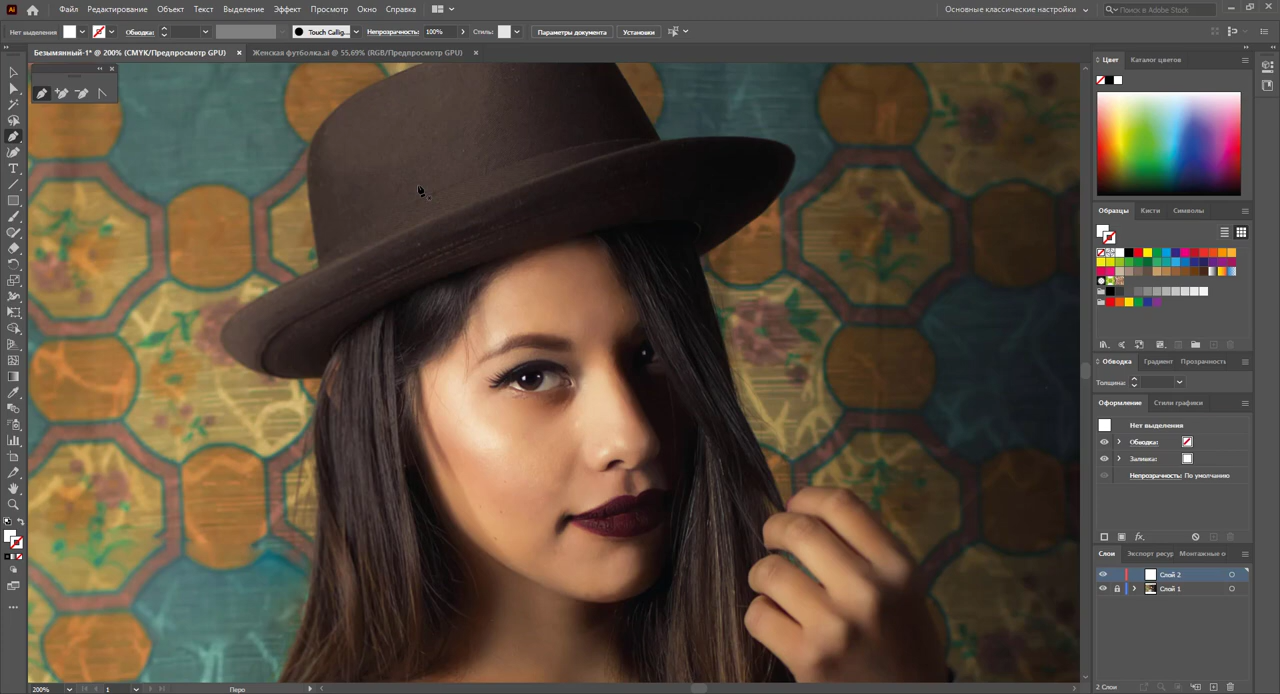 Ai Файл Редактирование Объект Текст Выделение Эффект Просмотр Окно Справка Основные классические настройки Поиск в Adobe Stock
Нет выделения Обводка: Touch Callig... Непрозрачность: 100% Стиль: Параметры документа Установки
Безымянный-1* @ 200% (CMYK/Предпросмотр GPU) × Женская футболка.ai @ 55,69% (RGB/Предпросмотр GPU) ×
Цвет Каталог цветов
Образцы Кисти Символы
Обводка Градиент Прозрачность
Толщина:
Оформление Стили графики
Нет выделения
Обводка:
Заливка:
Непрозрачность: По умолчанию
fx
Слои Экспорт ресур Монтажные о
Слой 2
Слой 1
2 Слои
200% 1 Перо